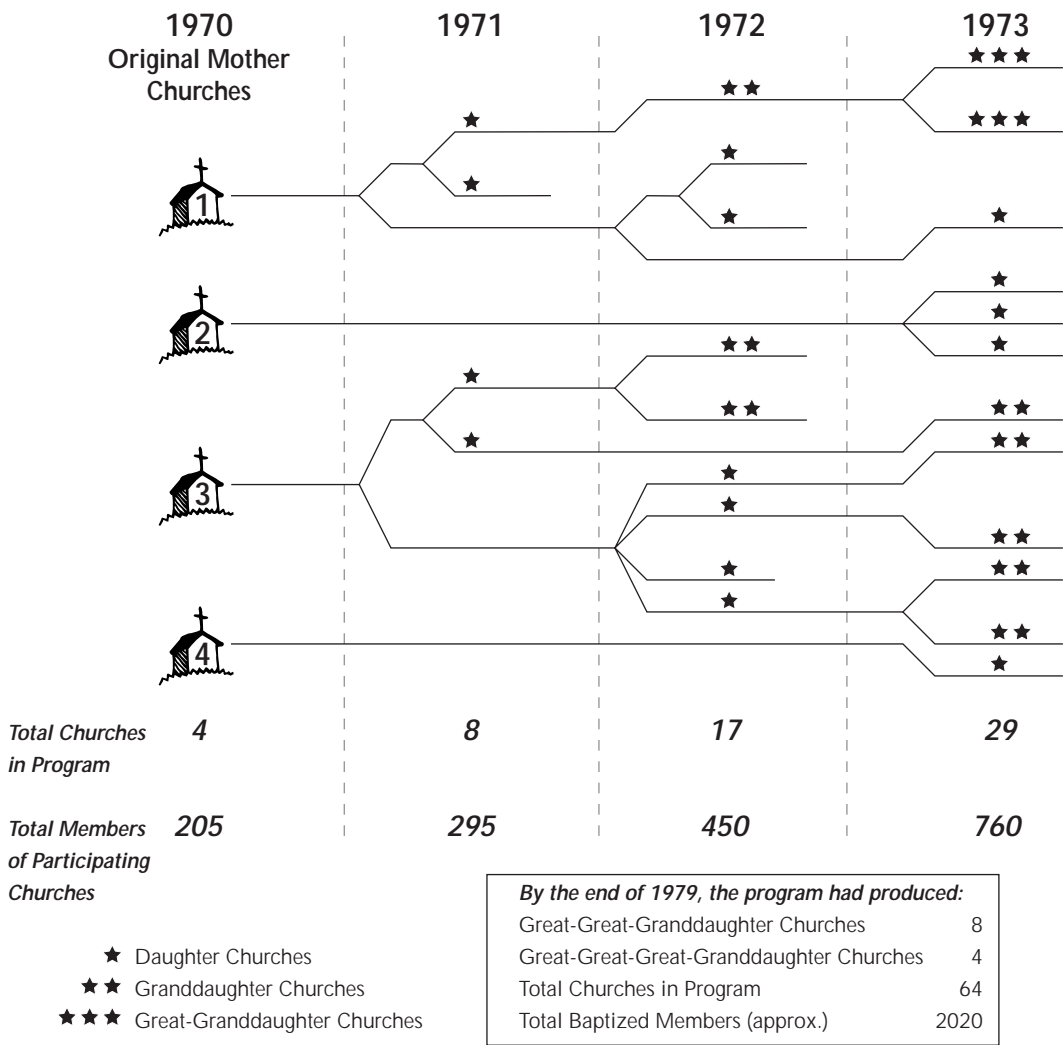 1970 1971 1972 1973
Original Mother
Churches
1
2
3
4
Total Churches 4 8 17 29
in Program
Total Members 205 295 450 760
of Participating
Churches
By the end of 1979, the program had produced:
Great-Great-Granddaughter Churches 8
Great-Great-Great-Granddaughter Churches 4
Total Churches in Program 64
Total Baptized Members (approx.) 2020
★ Daughter Churches
★★ Granddaughter Churches
★★★ Great-Granddaughter Churches